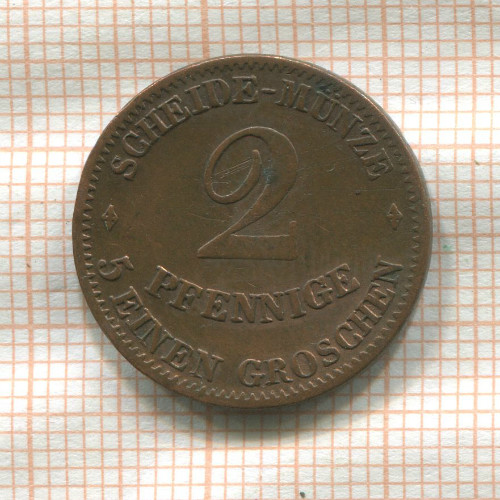 SCHEIDE-MÜNZE
2
PFENNIGE
5 EINEN GROSCHEN